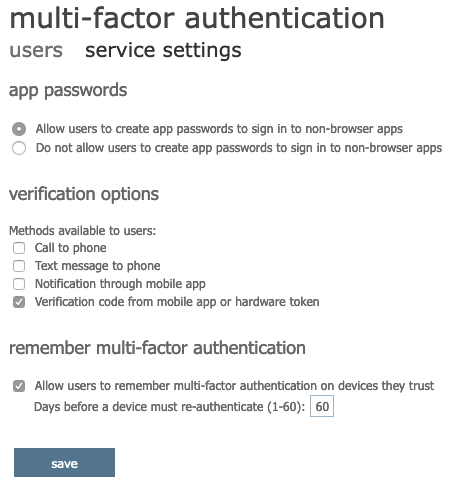 multi-factor authentication
users service settings
app passwords
Allow users to create app passwords to sign in to non-browser apps
Do not allow users to create app passwords to sign in to non-browser apps
verification options
Methods available to users:
Call to phone
Text message to phone
Notification through mobile app
Verification code from mobile app or hardware token
remember multi-factor authentication
Allow users to remember multi-factor authentication on devices they trust
Days before a device must re-authenticate (1-60): 60
save